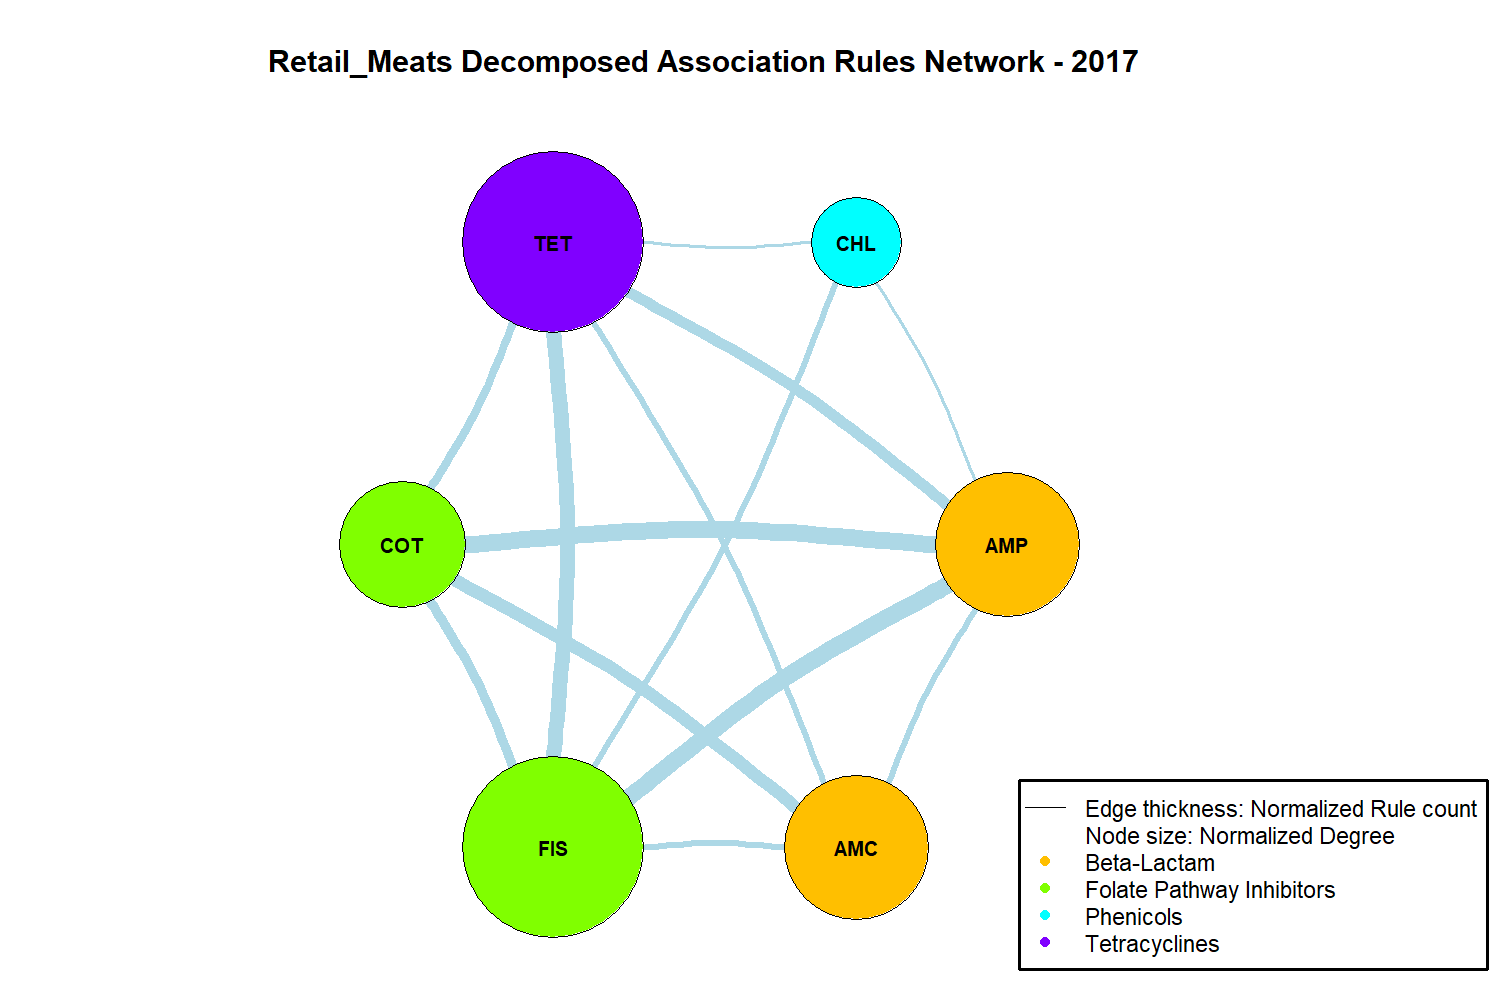 Retail_Meats Decomposed Association Rules Network - 2017
TET
CHL
COT
AMP
FIS
AMC
Edge thickness: Normalized Rule count
Node size: Normalized Degree
Beta-Lactam
Folate Pathway Inhibitors
Phenicols
Tetracyclines